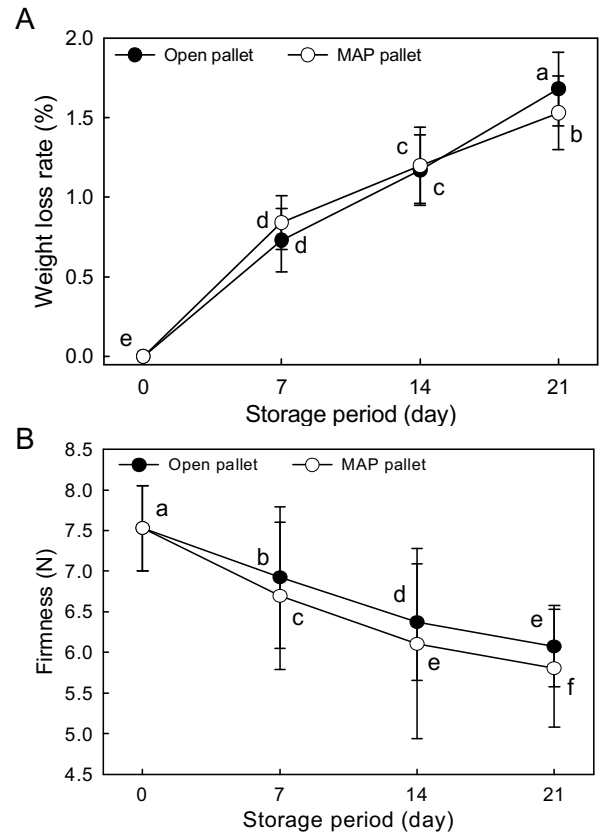 A
2.0
Open pallet
MAP pallet
a
1.5
b
c
c
1.0
d
d
0.5
e
0.0
0 7 14 21
Weight loss rate (%)
Storage period (day)
B
8.5
Open pallet
MAP pallet
8.0
a
7.5
b
7.0
d
6.5
c
e
6.0
e
f
5.5
5.0
4.5
0 7 14 21
Firmness (N)
Storage period (day)